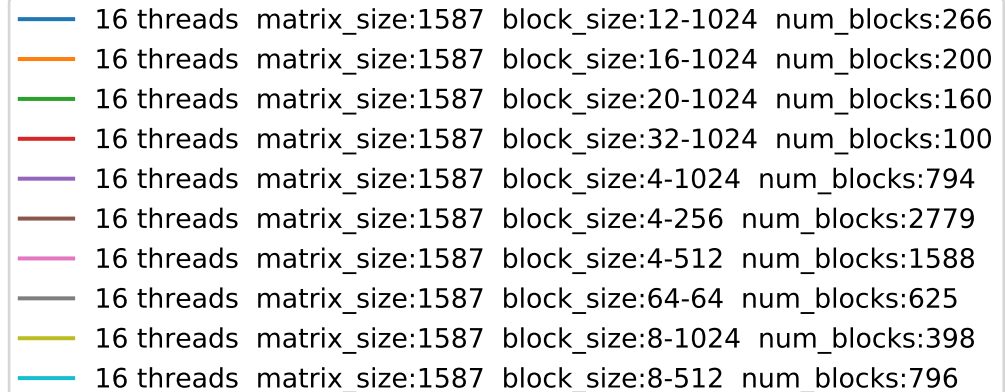 16 threads  matrix_size:1587  block_size:12-1024  num_blocks:266
16 threads  matrix_size:1587  block_size:16-1024  num_blocks:200
16 threads  matrix_size:1587  block_size:20-1024  num_blocks:160
16 threads  matrix_size:1587  block_size:32-1024  num_blocks:100
16 threads  matrix_size:1587  block_size:4-1024  num_blocks:794
16 threads  matrix_size:1587  block_size:4-256  num_blocks:2779
16 threads  matrix_size:1587  block_size:4-512  num_blocks:1588
16 threads  matrix_size:1587  block_size:64-64  num_blocks:625
16 threads  matrix_size:1587  block_size:8-1024  num_blocks:398
16 threads  matrix_size:1587  block_size:8-512  num_blocks:796